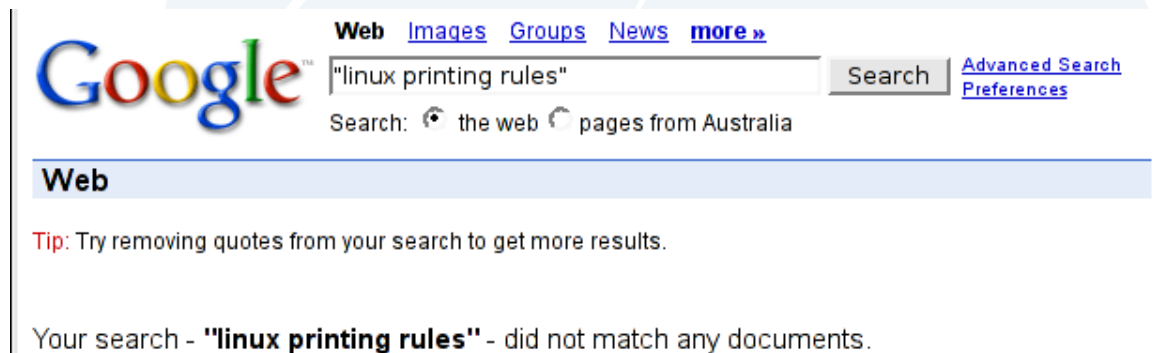 Web Images Groups News more »
Google™
"linux printing rules" Search Advanced Search
Preferences
Search: the web pages from Australia
Web
Tip: Try removing quotes from your search to get more results.
Your search - "linux printing rules" - did not match any documents.